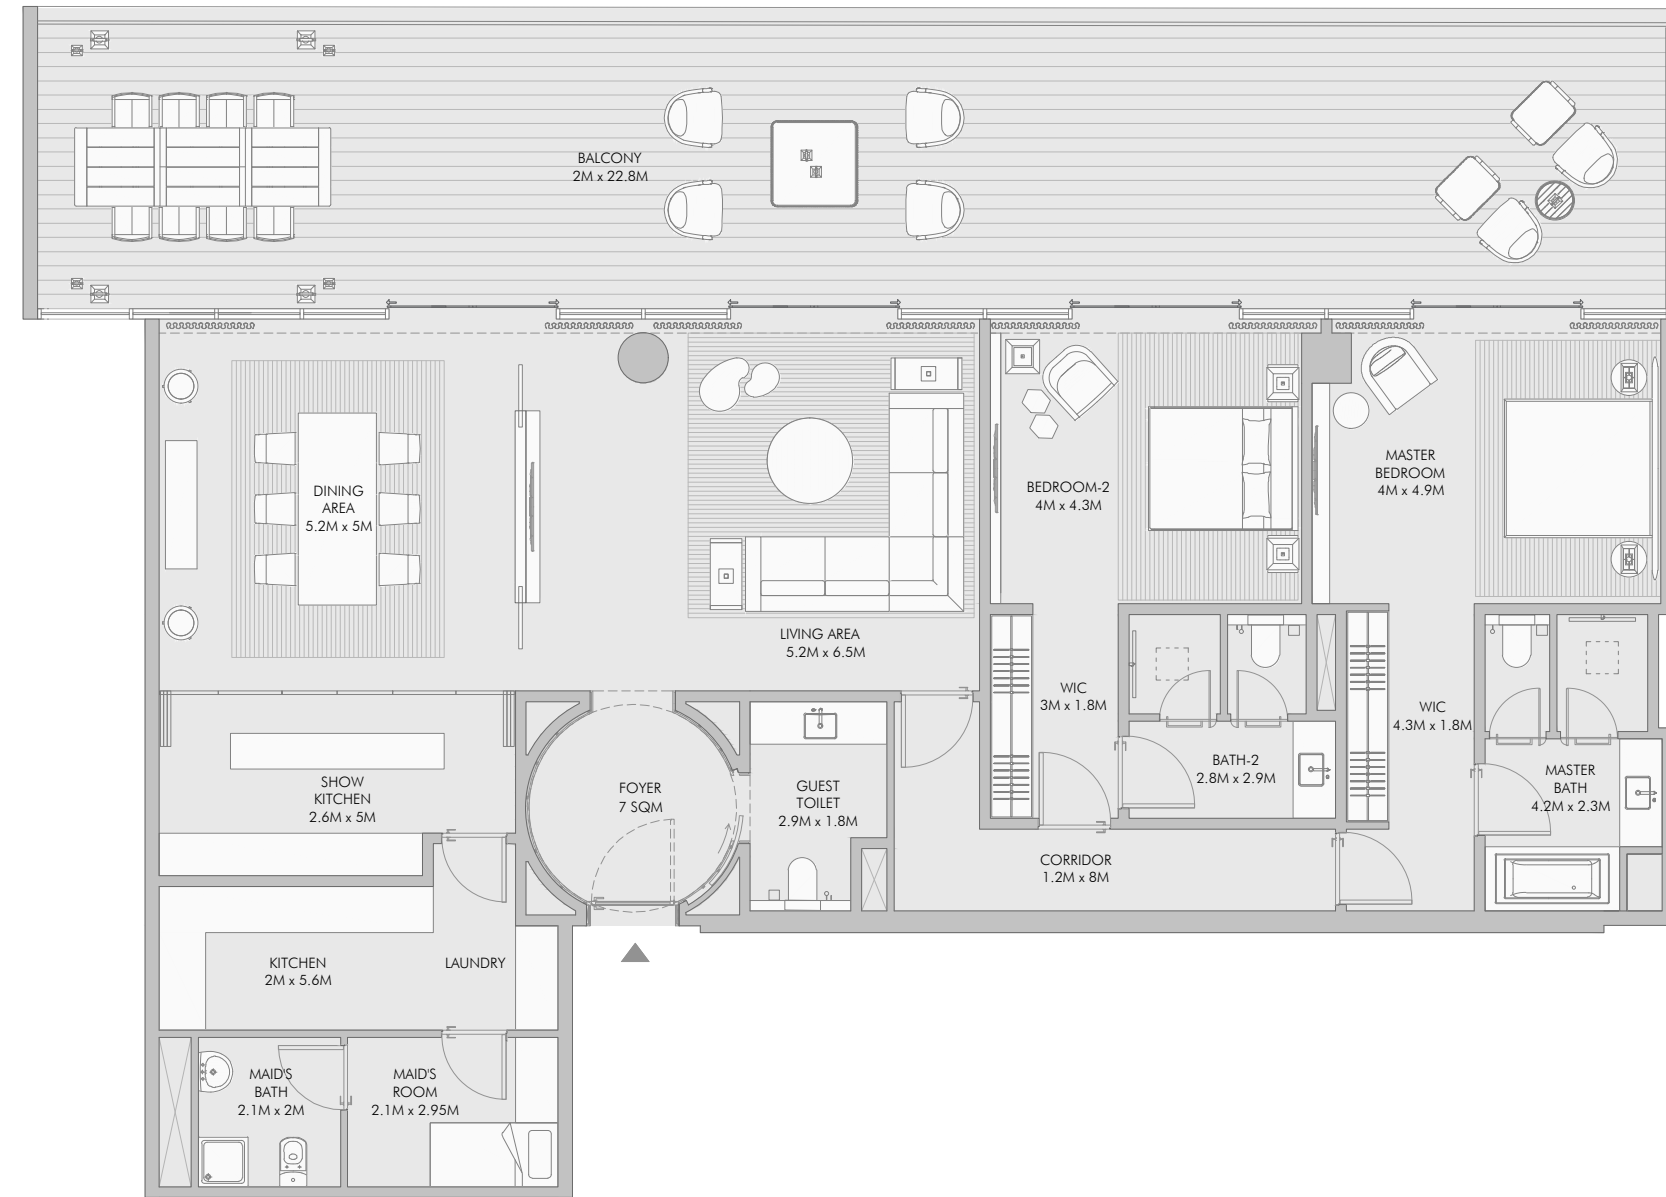 BALCONY
2M x 22.8M
DINING
AREA
5.2M x 5M
LIVING AREA
5.2M x 6.5M
BEDROOM-2
4M x 4.3M
MASTER
BEDROOM
4M x 4.9M
WIC
3M x 1.8M
WIC
4.3M x 1.8M
BATH-2
2.8M x 2.9M
MASTER
BATH
4.2M x 2.3M
SHOW
KITCHEN
2.6M x 5M
FOYER
7 SQM
GUEST
TOILET
2.9M x 1.8M
CORRIDOR
1.2M x 8M
KITCHEN
2M x 5.6M
LAUNDRY
MAID'S
BATH
2.1M x 2M
MAID'S
ROOM
2.1M x 2.95M